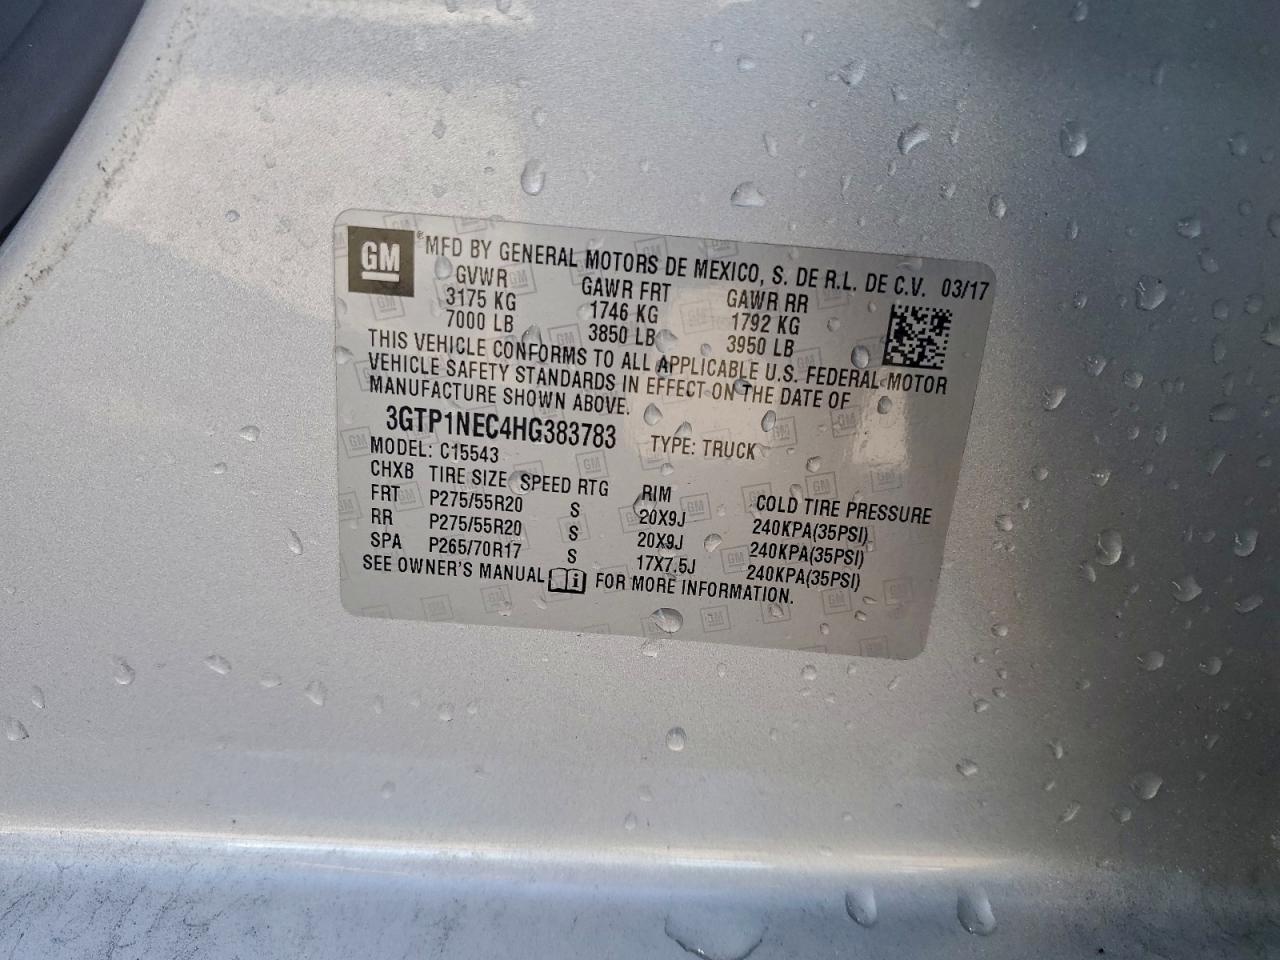 GM ® MFD BY GENERAL MOTORS DE MEXICO, S. DE R.L. DE C.V. 03/17
GVWR GAWR FRT GAWR RR
3175 KG 1746 KG 1792 KG
7000 LB 3850 LB 3950 LB
THIS VEHICLE CONFORMS TO ALL APPLICABLE U.S. FEDERAL MOTOR
VEHICLE SAFETY STANDARDS IN EFFECT ON THE DATE OF
MANUFACTURE SHOWN ABOVE.
3GTP1NEC4HG383783 TYPE: TRUCK
MODEL: C15543
CHXB TIRE SIZE SPEED RTG RIM COLD TIRE PRESSURE
FRT P275/55R20 S 20X9J 240KPA(35PSI)
RR P275/55R20 S 20X9J 240KPA(35PSI)
SPA P265/70R17 S 17X7.5J 240KPA(35PSI)
SEE OWNER'S MANUAL i FOR MORE INFORMATION.